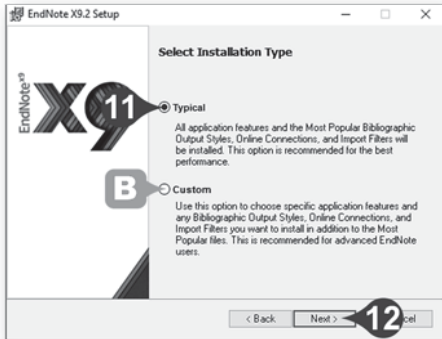 EndNote X9.2 Setup
Select Installation Type
EndNote X9
X9
11
Typical
All application features and the Most Popular Bibliographic
Output Styles, Online Connections, and Import Filters will
be installed. This option is recommended for the best
performance.
B
Custom
Use this option to choose specific application features and
any Bibliographic Output Styles, Online Connections, and
Import Filters you want to install in addition to the Most
Popular files. This is recommended for advanced EndNote
users.
< Back
Next >
12
cel